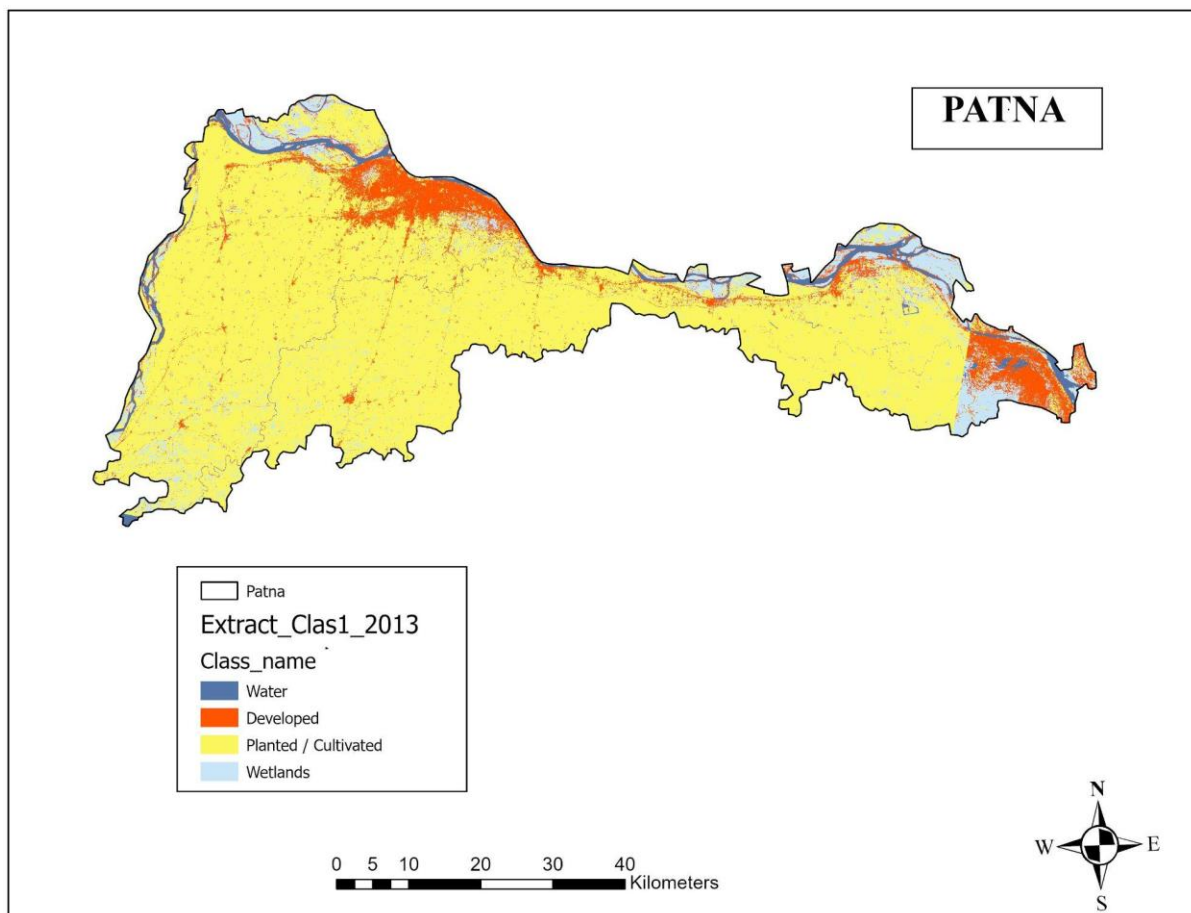 PATNA
Patna
Extract_Clas1_2013
Class_name
Water
Developed
Planted / Cultivated
Wetlands
0 5 10 20 30 40
Kilometers
N
W E
S